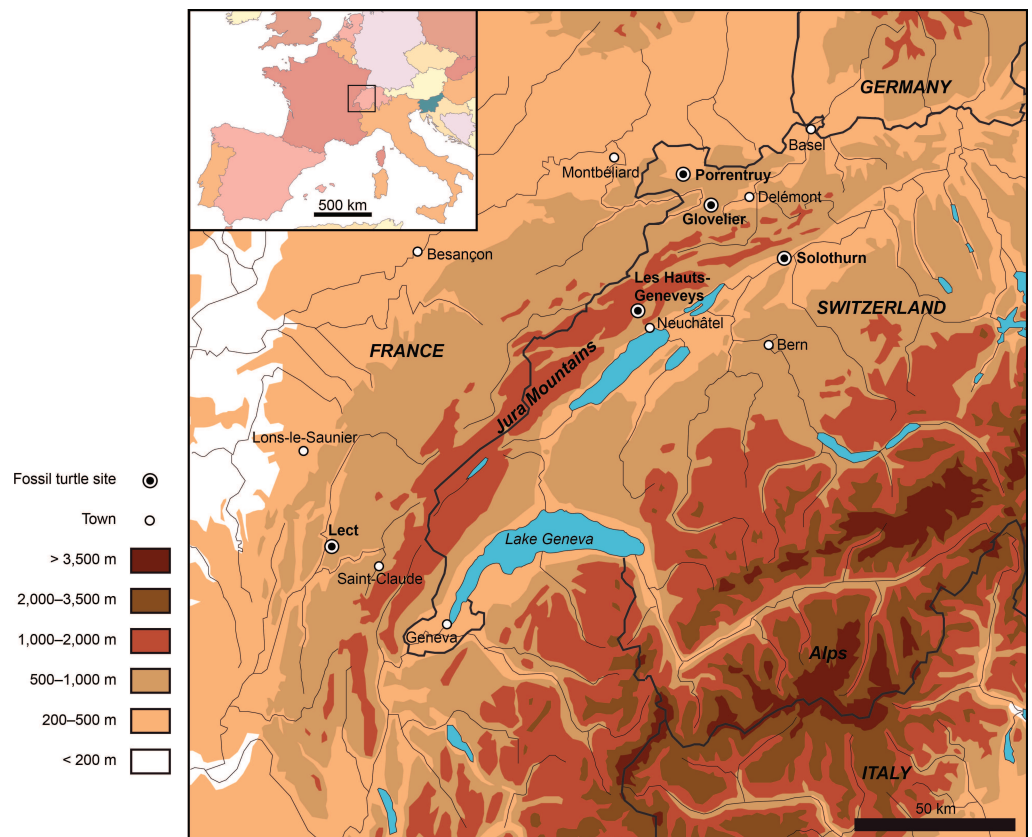 500 km
GERMANY
Basel
Montbéliard
Porrentruy
Delémont
Glovelier
Besançon
Solothurn
Les Hauts-
Geneveys
SWITZERLAND
Neuchâtel
FRANCE
Bern
Jura Mountains
Lons-le-Saunier
Fossil turtle site
Town
> 3,500 m
2,000–3,500 m
1,000–2,000 m
500–1,000 m
200–500 m
< 200 m
Lect
Lake Geneva
Saint-Claude
Geneva
Alps
ITALY
50 km